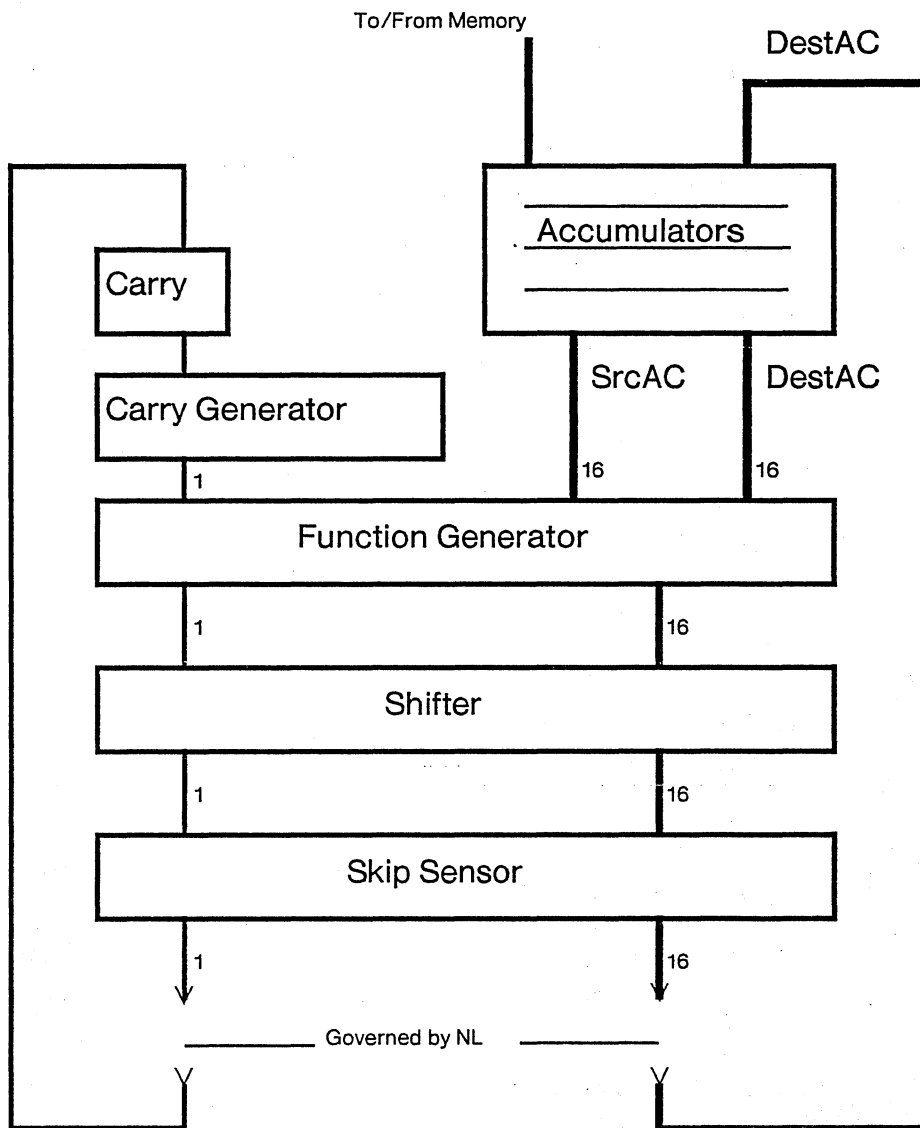 To/From Memory
DestAC
Accumulators
Carry
SrcAC
DestAC
Carry Generator
16
16
1
Function Generator
1
16
Shifter
1
16
Skip Sensor
1
16
Governed by NL